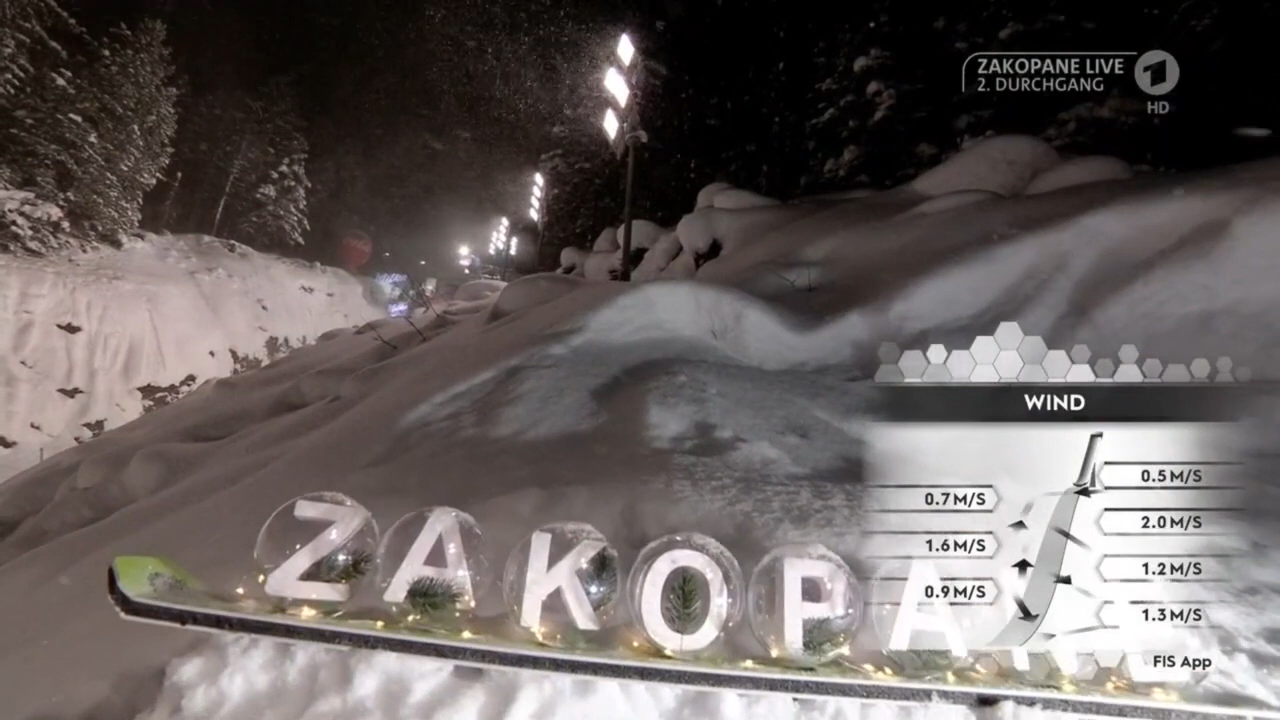 ZAKOPANE LIVE
2. DURCHGANG
1
HD
WIND
0.5 M/S
0.7 M/S
2.0 M/S
1.6 M/S
1.2 M/S
0.9 M/S
1.3 M/S
FIS App
ZAKOPA